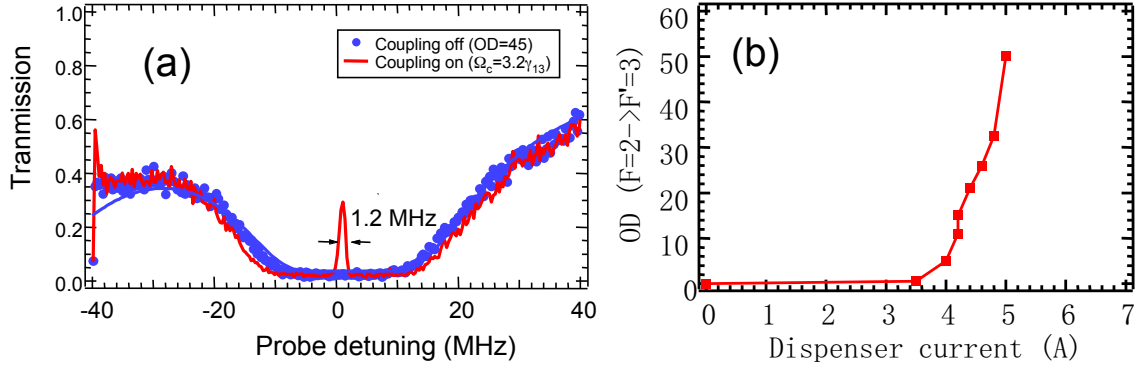 (a)
Coupling off (OD=45)
Coupling on (Ω_c=3.2γ_13)
1.0
0.8
0.6
0.4
0.2
0.0
Tranmission
1.2 MHz
-40
-20
0
20
40
Probe detuning (MHz)
(b)
60
50
40
30
20
10
0
OD (F=2->F'=3)
0
1
2
3
4
5
6
7
Dispenser current (A)